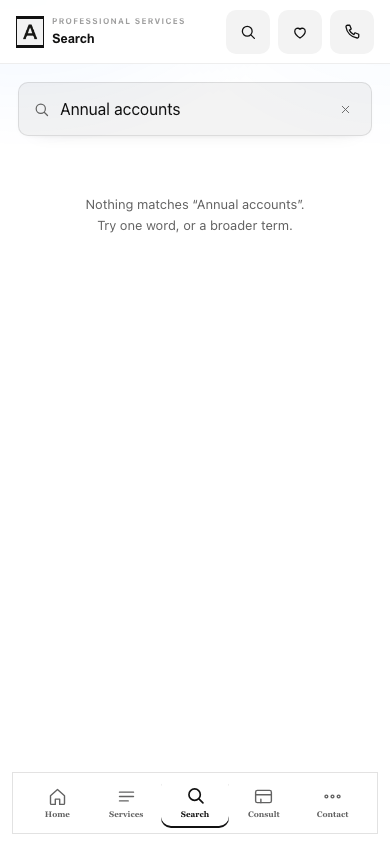 A
PROFESSIONAL SERVICES
Search
Annual accounts
Nothing matches “Annual accounts”.
Try one word, or a broader term.
Home
Services
Search
Consult
Contact